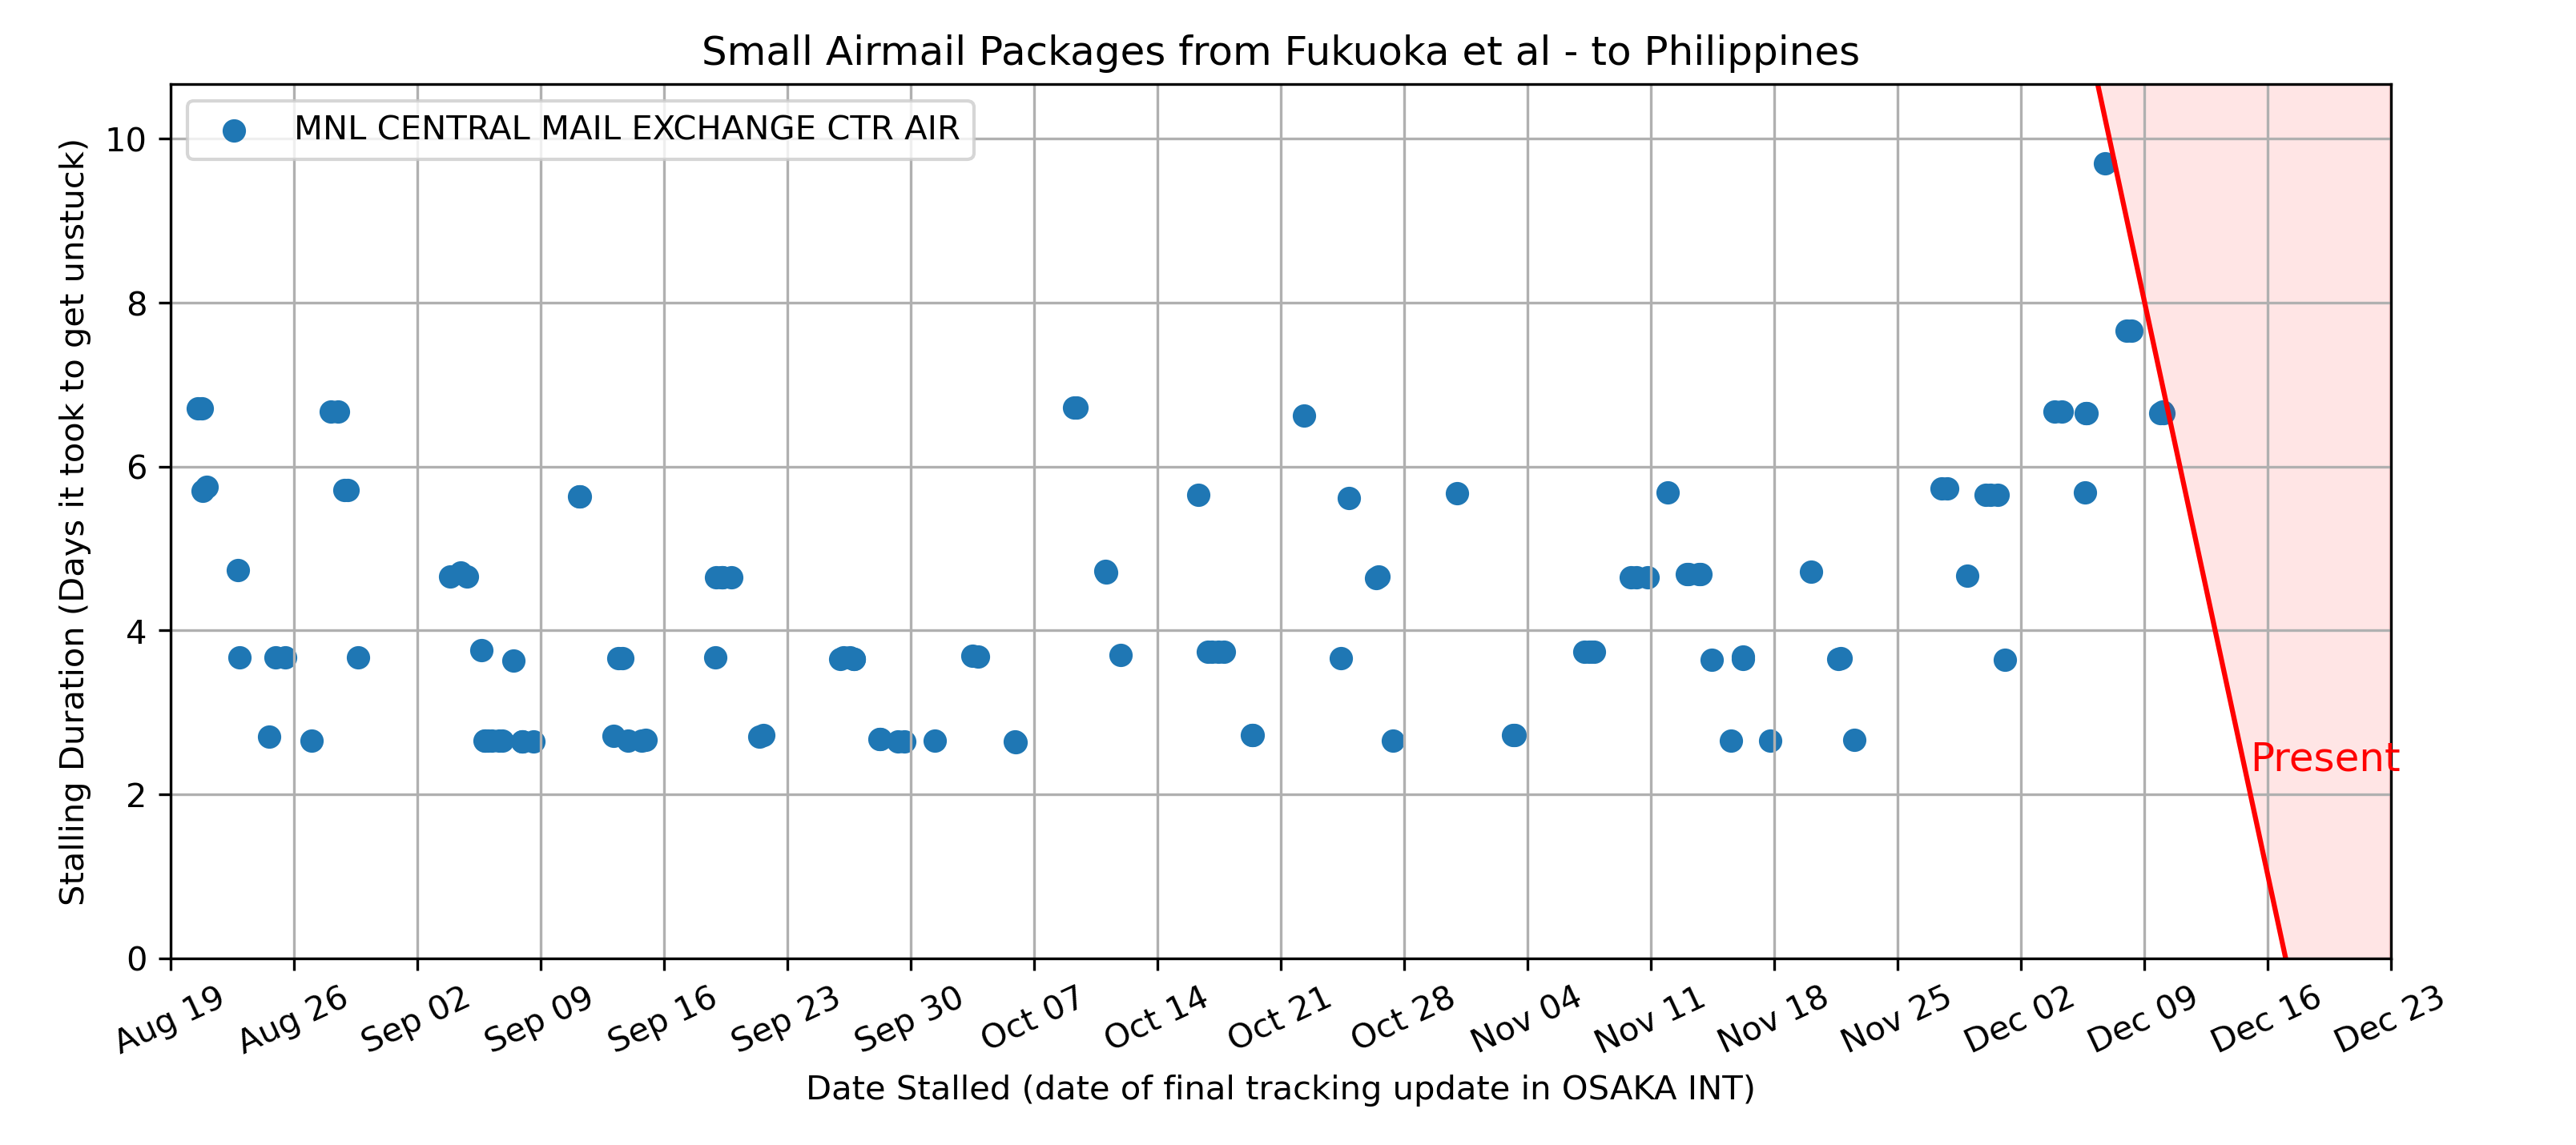 Small Airmail Packages from Fukuoka et al - to Philippines
MNL CENTRAL MAIL EXCHANGE CTR AIR
Stalling Duration (Days it took to get unstuck)
10
8
6
4
2
0
Present
Aug 19
Aug 26
Sep 02
Sep 09
Sep 16
Sep 23
Sep 30
Oct 07
Oct 14
Oct 21
Oct 28
Nov 04
Nov 11
Nov 18
Nov 25
Dec 02
Dec 09
Dec 16
Dec 23
Date Stalled (date of final tracking update in OSAKA INT)